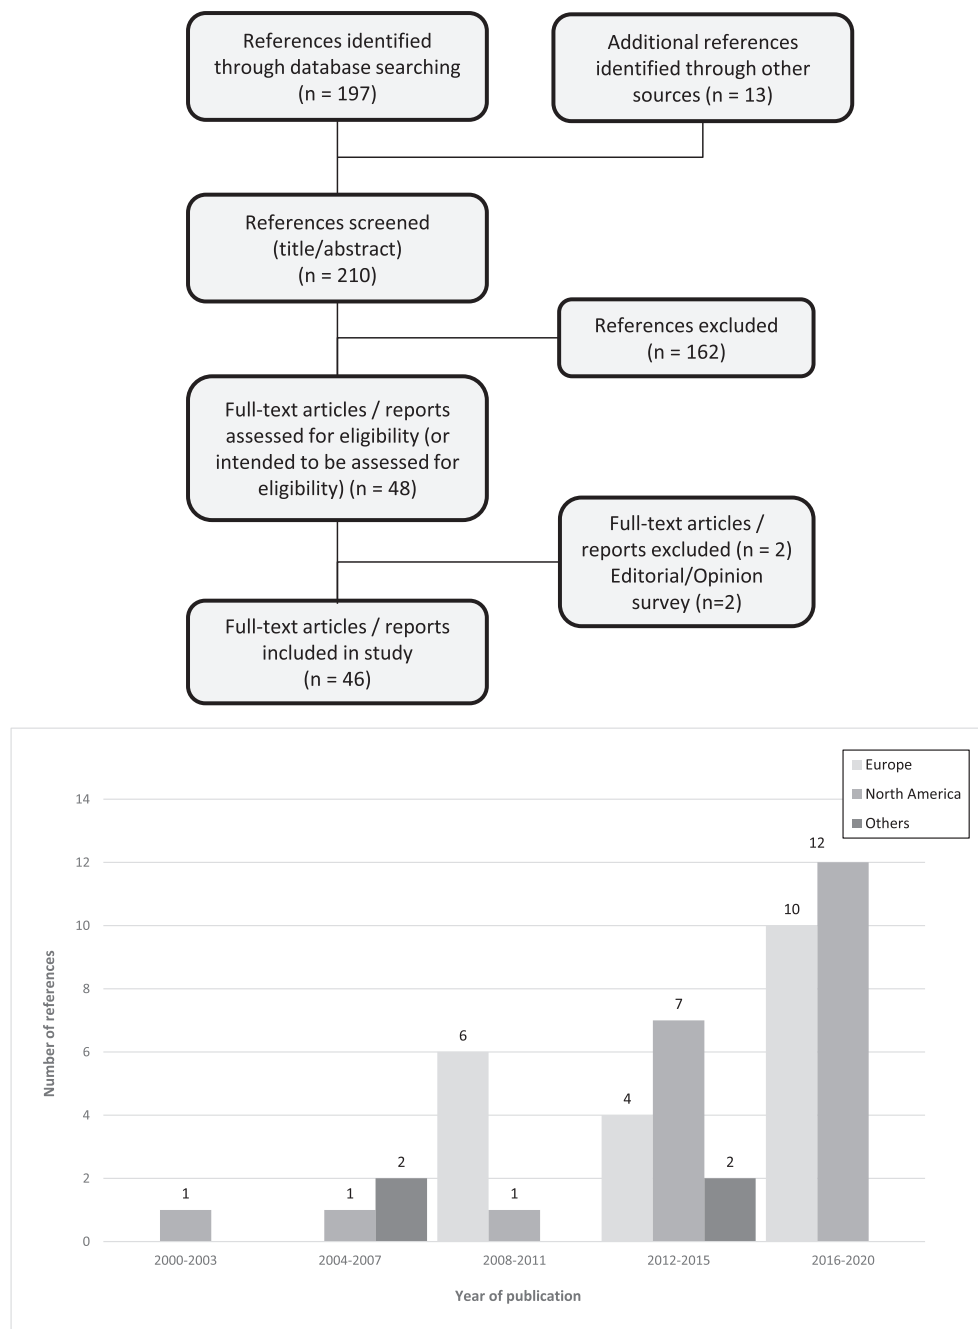 References identified
through database searching
(n = 197)
Additional references
identified through other
sources (n = 13)
References screened
(title/abstract)
(n = 210)
References excluded
(n = 162)
Full-text articles / reports
assessed for eligibility (or
intended to be assessed for
eligibility) (n = 48)
Full-text articles /
reports excluded (n = 2)
Editorial/Opinion
survey (n=2)
Full-text articles / reports
included in study
(n = 46)
Europe
North America
Others
14
12
10
8
6
4
2
0
Number of references
1
1
2
6
1
4
7
2
10
12
2000-2003
2004-2007
2008-2011
2012-2015
2016-2020
Year of publication